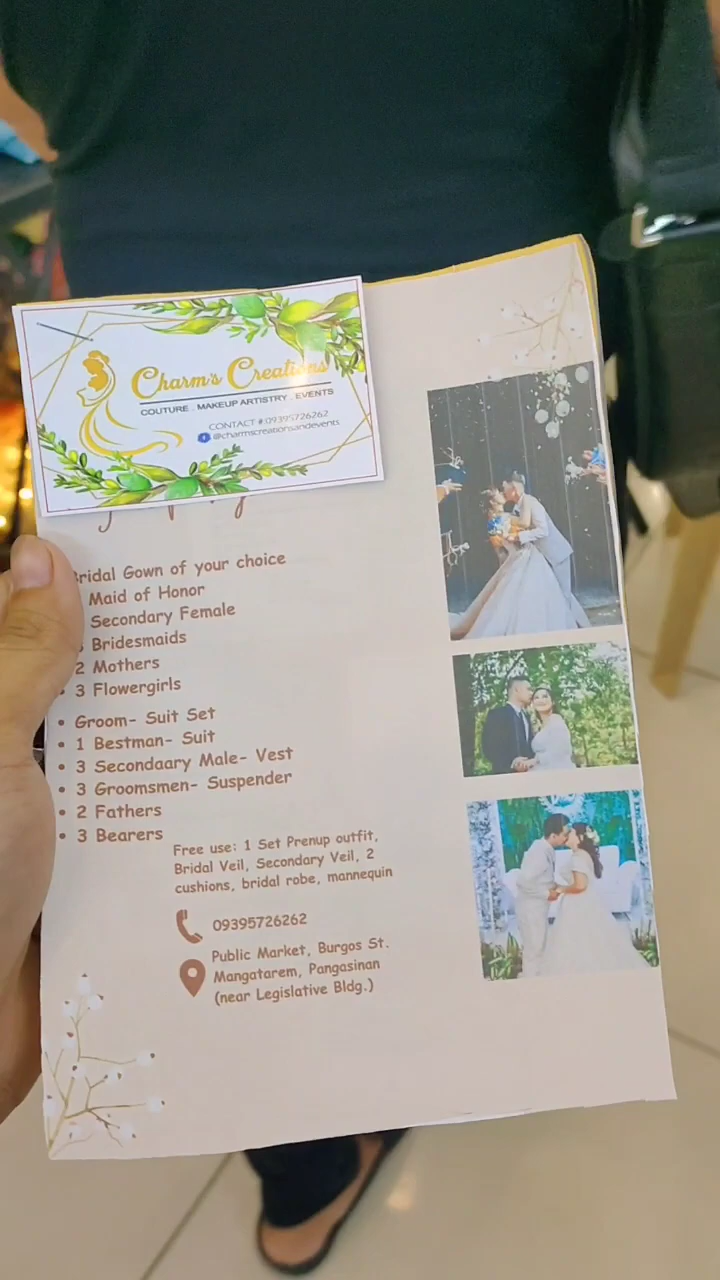 Charm's Creations
COUTURE . MAKEUP ARTISTRY . EVENTS
CONTACT #:09395726262
@charmscreationsandevents
Bridal Gown of your choice
Maid of Honor
Secondary Female
Bridesmaids
2 Mothers
• 3 Flowergirls
• Groom- Suit Set
• 1 Bestman- Suit
• 3 Secondaary Male- Vest
• 3 Groomsmen- Suspender
• 2 Fathers
• 3 Bearers
Free use: 1 Set Prenup outfit,
Bridal Veil, Secondary Veil, 2
cushions, bridal robe, mannequin
09395726262
Public Market, Burgos St.
Mangatarem, Pangasinan
(near Legislative Bldg.)